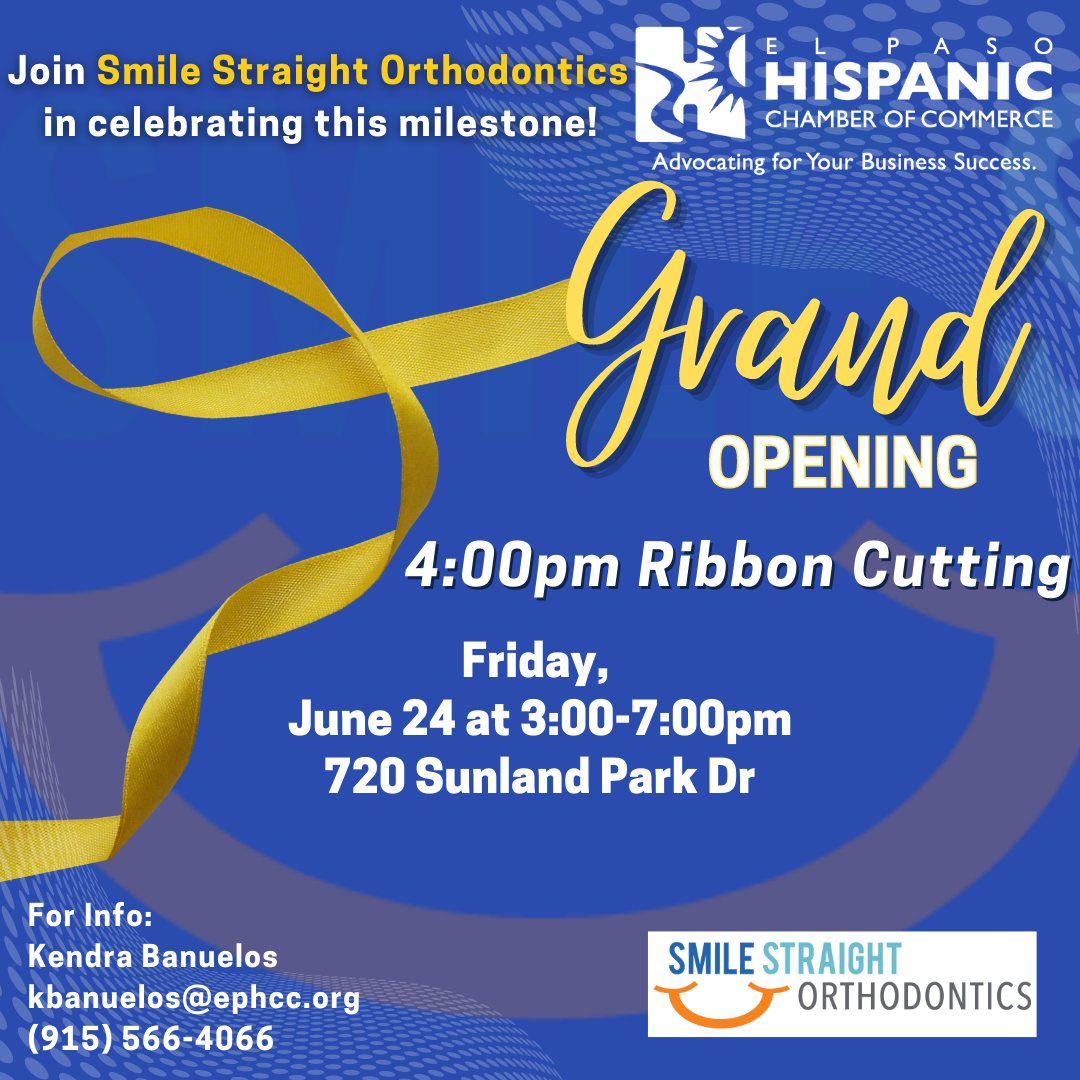 Join Smile Straight Orthodontics
in celebrating this milestone!
EL PASO
HISPANIC
CHAMBER OF COMMERCE
Advocating for Your Business Success.
Grand
OPENING
4:00pm Ribbon Cutting
Friday,
June 24 at 3:00-7:00pm
720 Sunland Park Dr
For Info:
Kendra Banuelos
kbanuelos@ephcc.org
(915) 566-4066
SMILE STRAIGHT
ORTHODONTICS